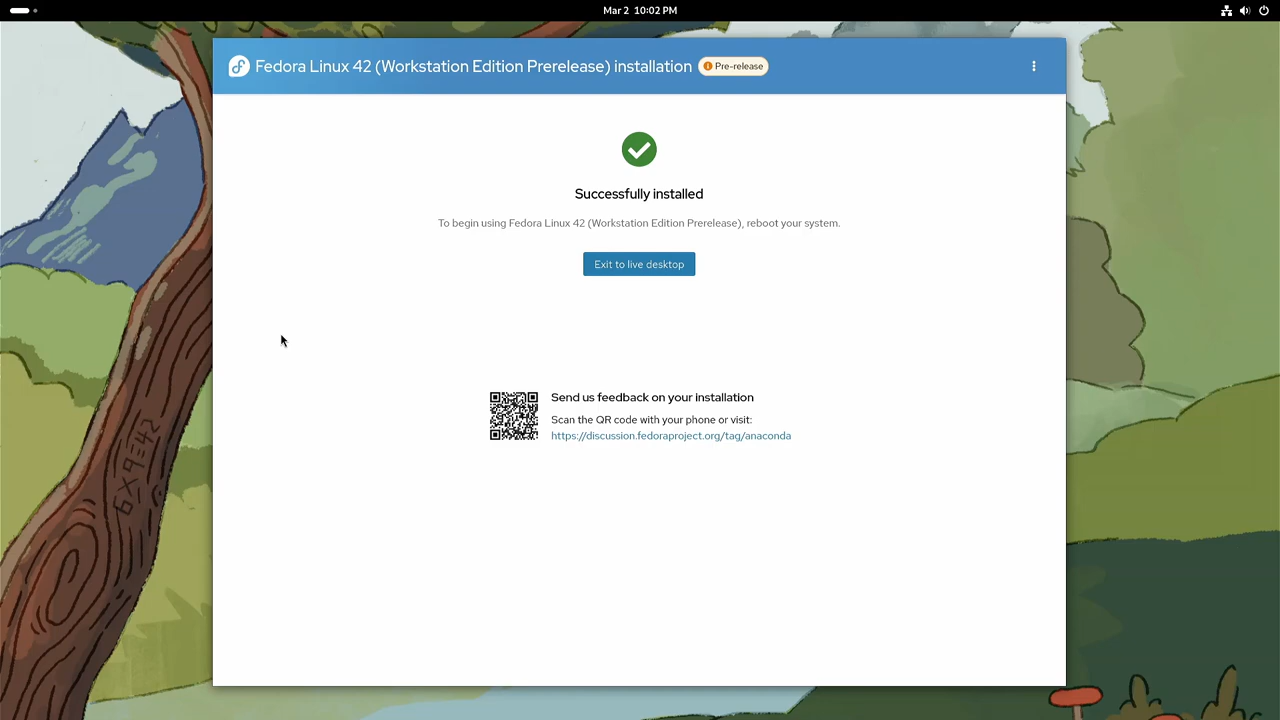 Mar 2 10:02 PM
Fedora Linux 42 (Workstation Edition Prerelease) installation
Pre-release
Successfully installed
To begin using Fedora Linux 42 (Workstation Edition Prerelease), reboot your system.
Exit to live desktop
Send us feedback on your installation
Scan the QR code with your phone or visit:
https://discussion.fedoraproject.org/tag/anaconda
6X9=42